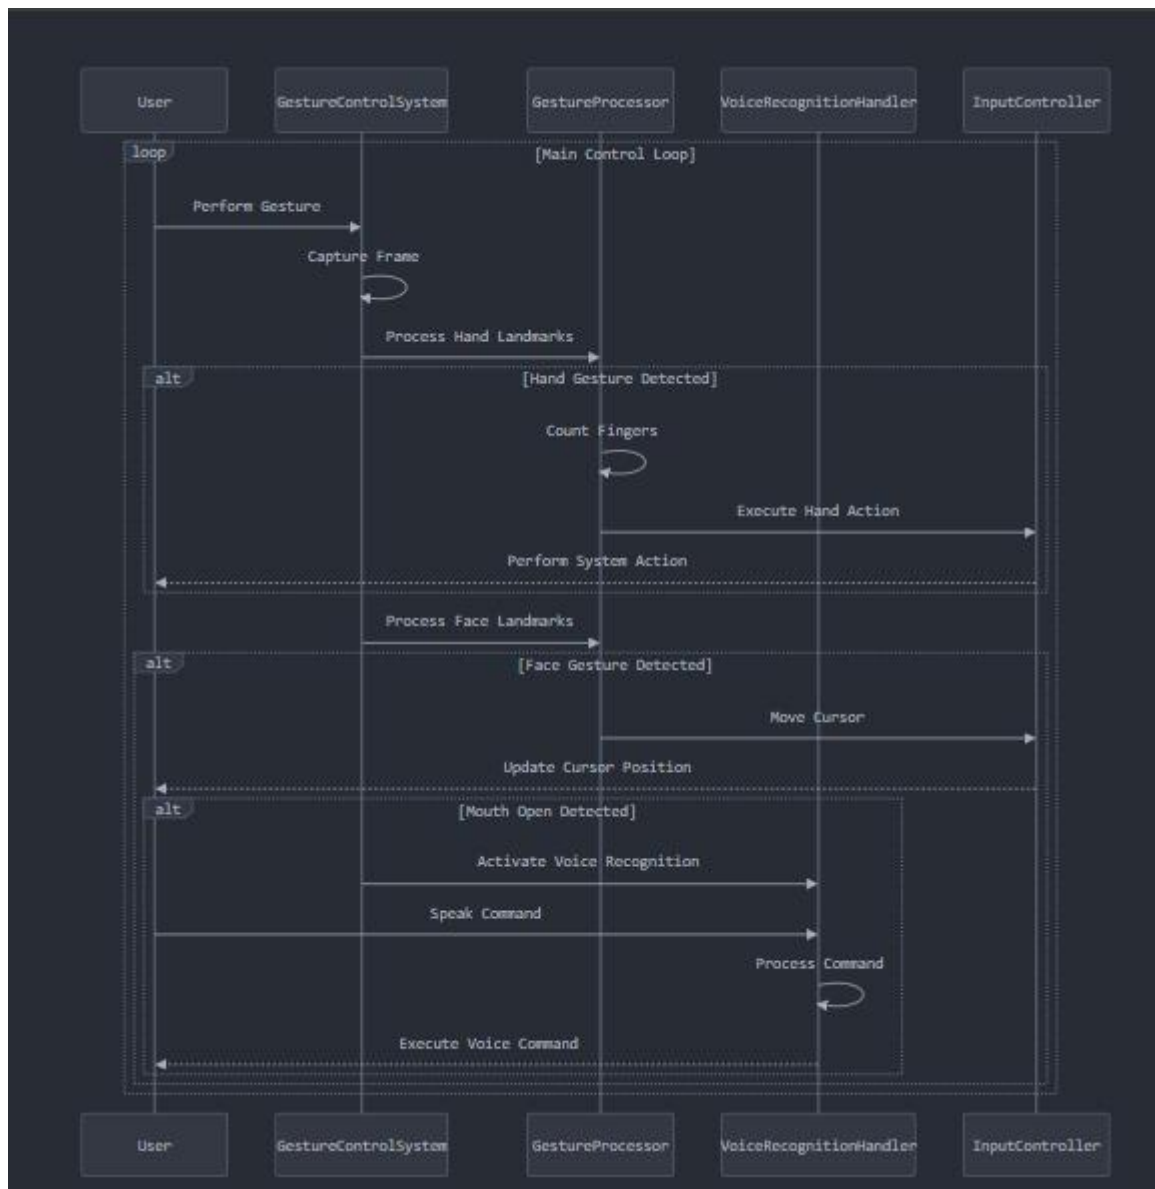 User GestureControlSystem GestureProcessor VoiceRecognitionHandler InputController
loop [Main Control Loop]
Perform Gesture
Capture Frame
Process Hand Landmarks
alt [Hand Gesture Detected]
Count Fingers
Execute Hand Action
Perform System Action
Process Face Landmarks
alt [Face Gesture Detected]
Move Cursor
Update Cursor Position
alt [Mouth Open Detected]
Activate Voice Recognition
Speak Command
Process Command
Execute Voice Command
User GestureControlSystem GestureProcessor VoiceRecognitionHandler InputController